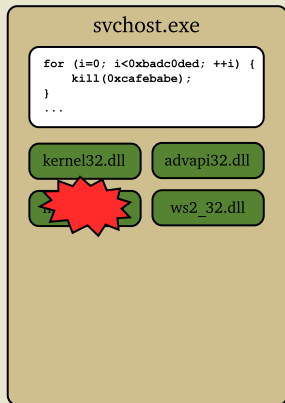 svchost.exe
for (i=0; i<0xbadc0ded; ++i) {
    kill(0xcafebabe);
}
...
kernel32.dll advapi32.dll
ws2_32.dll